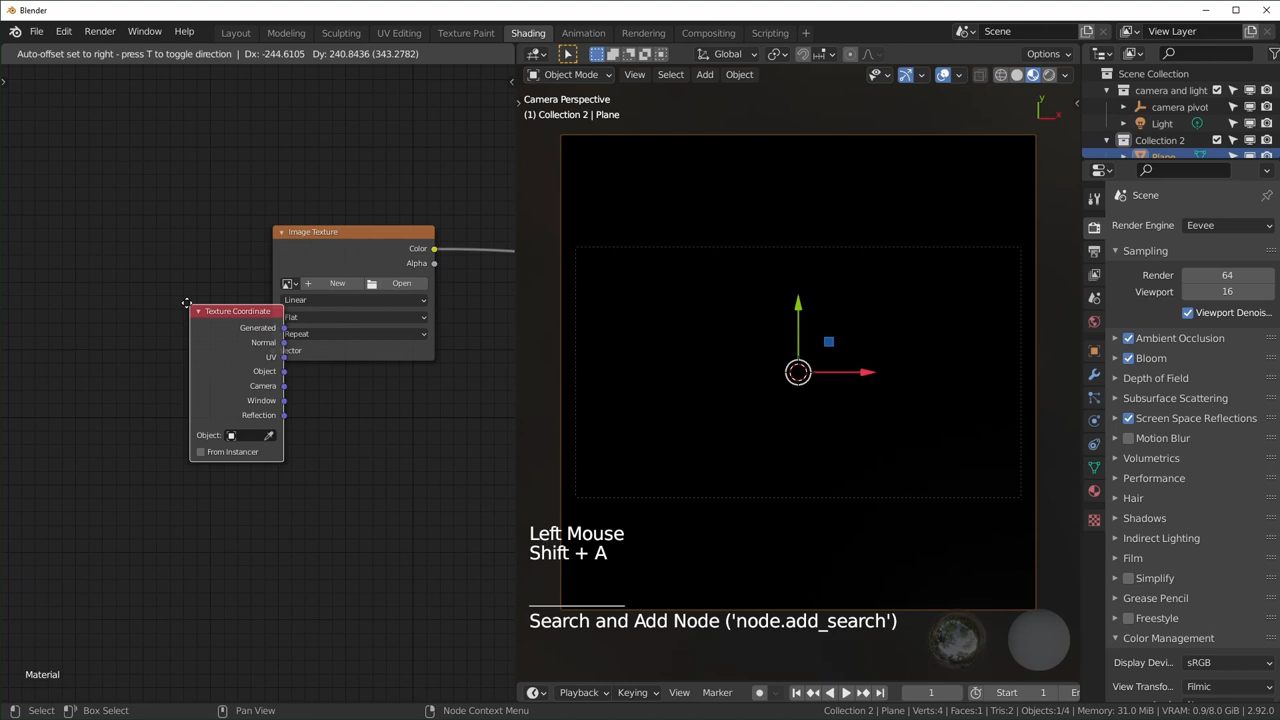 Blender
File Edit Render Window Help
Layout Modeling Sculpting UV Editing Texture Paint Shading Animation Rendering Compositing Scripting +
Scene
View Layer
Auto-offset set to right - press T to toggle direction | Dx: -244.6105 Dy: 240.8436 (343.2782)
Global
Options
Object Mode View Select Add Object
Camera Perspective
(1) Collection 2 | Plane
y
x
Image Texture
Color
Alpha
New Open
Linear
Flat
Repeat
ector
Texture Coordinate
Generated
Normal
UV
Object
Camera
Window
Reflection
Object:
From Instancer
Left Mouse
Shift + A
Search and Add Node ('node.add_search')
Material
Scene Collection
camera and light
camera pivot
Light
Collection 2
Plane
Scene
Render Engine Eevee
Sampling
Render 64
Viewport 16
Viewport Denois...
Ambient Occlusion
Bloom
Depth of Field
Subsurface Scattering
Screen Space Reflections
Motion Blur
Volumetrics
Performance
Hair
Shadows
Indirect Lighting
Film
Simplify
Grease Pencil
Freestyle
Color Management
Display Devi... sRGB
View Transfo... Filmic
Playback Keying View Marker
1
Start 1
En
Select Box Select Pan View Node Context Menu
Collection 2 | Plane | Verts:4 | Faces:1 | Tris:2 | Objects:1/4 | Memory: 31.0 MiB | VRAM: 0.9/8.0 GiB | 2.92.0